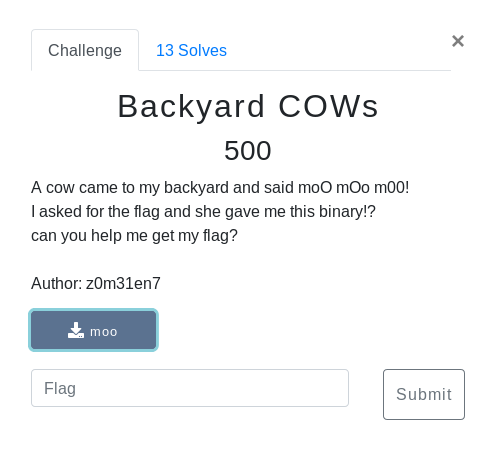 Challenge
13 Solves
×
Backyard COWs
500
A cow came to my backyard and said moO mOo m00!
I asked for the flag and she gave me this binary!?
can you help me get my flag?
Author: z0m31en7
moo
Flag
Submit